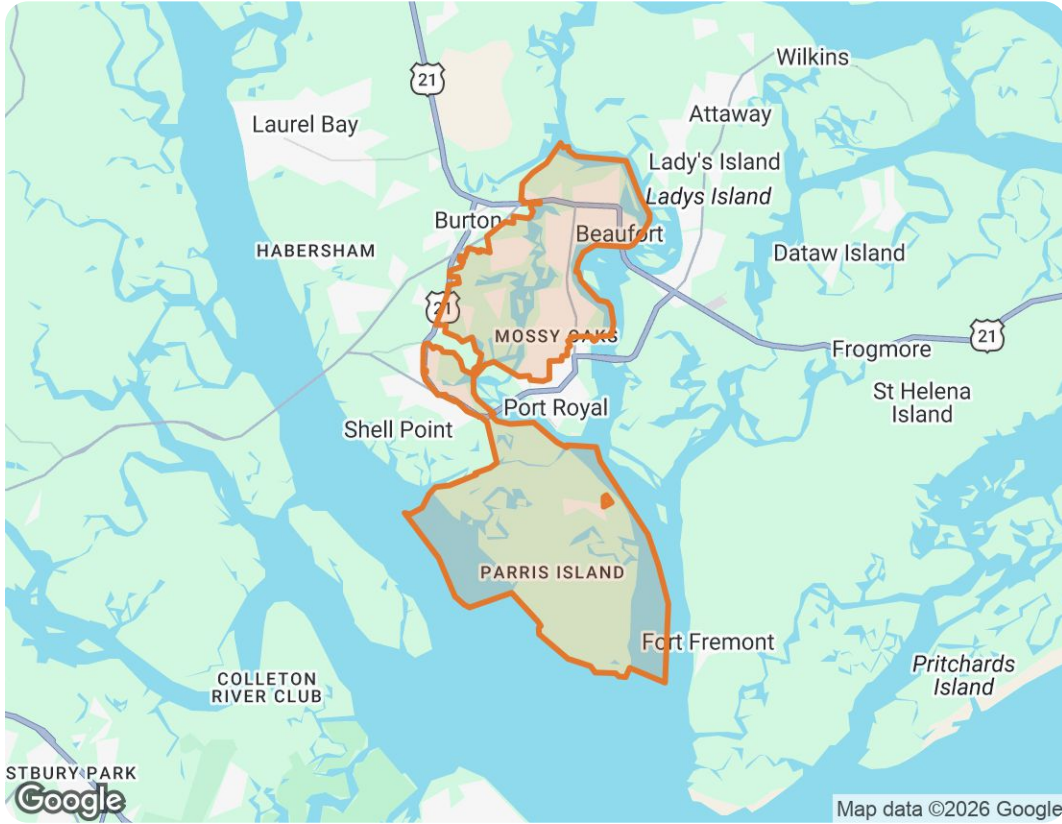 Wilkins
21
Laurel Bay
Attaway
Lady's Island
Ladys Island
Burton
Beaufort
HABERSHAM
Dataw Island
21
MOSSY OAKS
21
Frogmore
St Helena
Island
Port Royal
Shell Point
PARRIS ISLAND
Fort Fremont
Pritchards
Island
COLLETON
RIVER CLUB
STBURY PARK
Google
Map data ©2026 Google